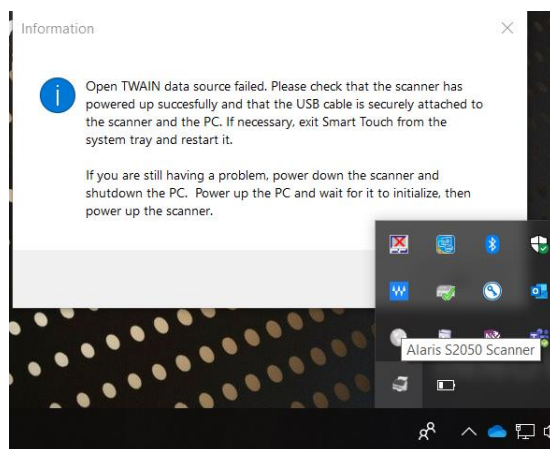 Information
Open TWAIN data source failed. Please check that the scanner has
powered up succesfully and that the USB cable is securely attached to
the scanner and the PC. If necessary, exit Smart Touch from the
system tray and restart it.
If you are still having a problem, power down the scanner and
shutdown the PC. Power up the PC and wait for it to initialize, then
power up the scanner.
Alaris S2050 Scanner